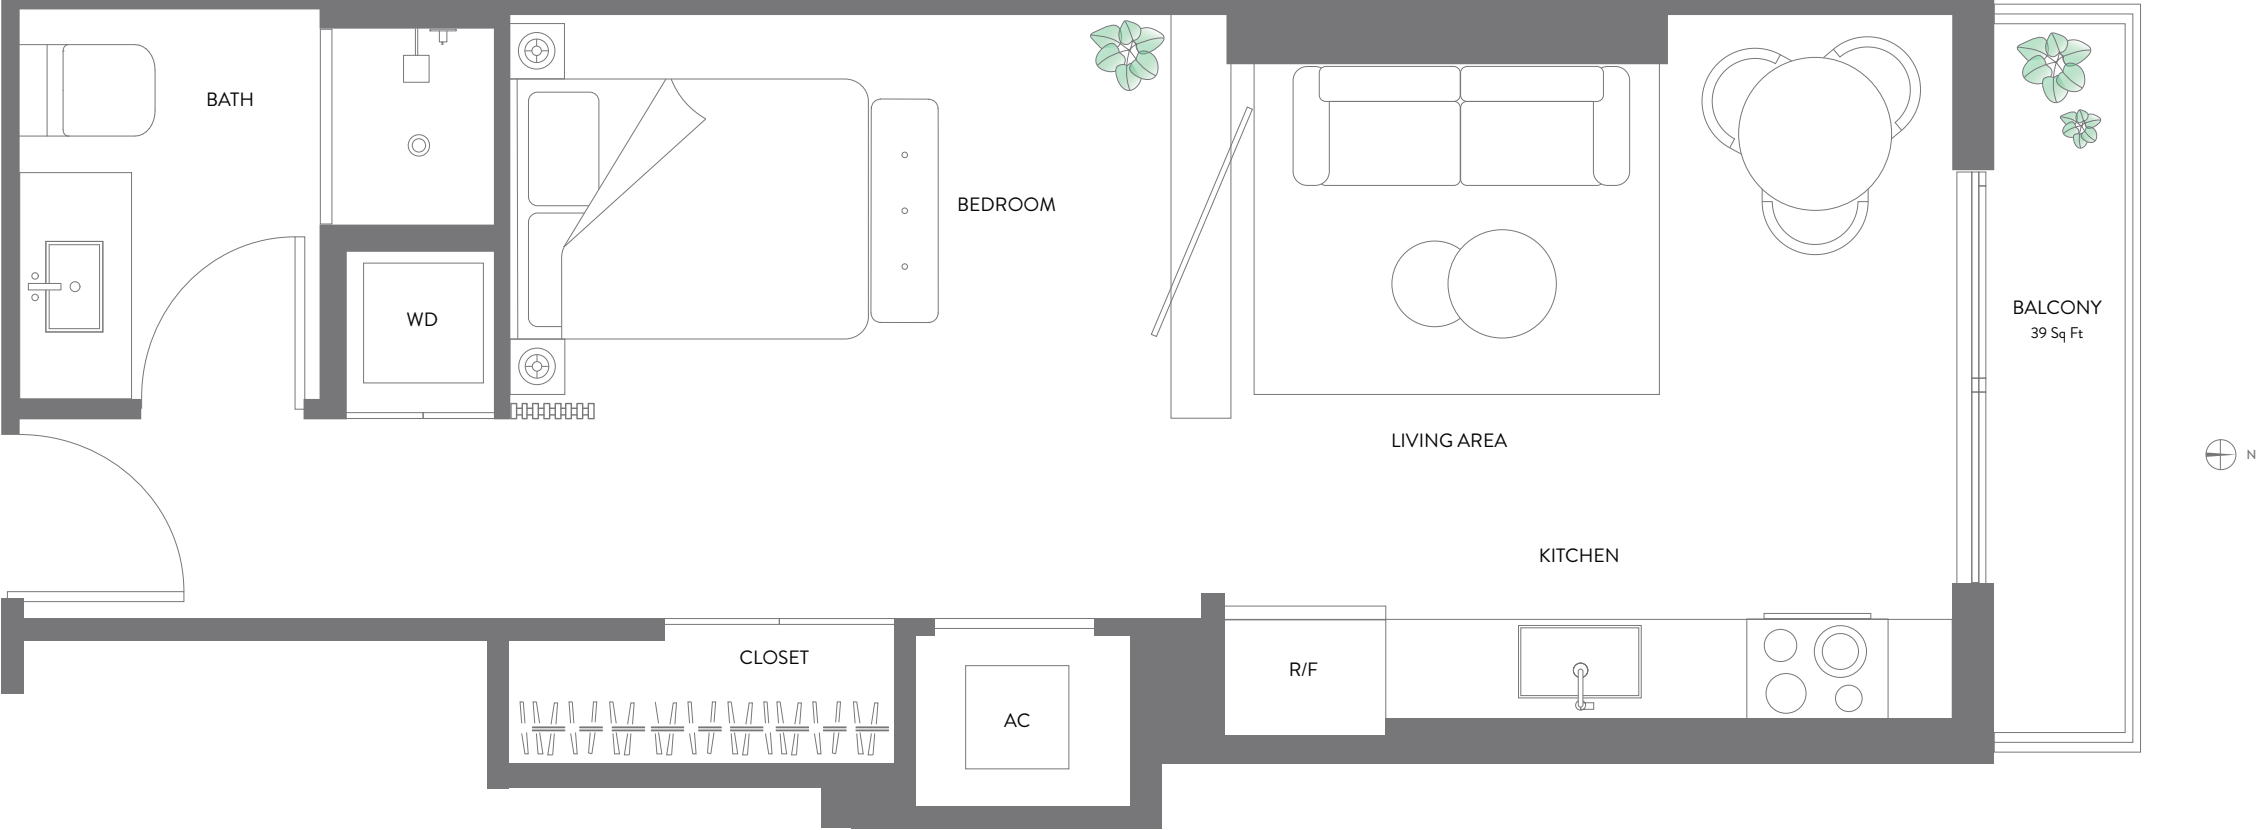 BATH
BEDROOM
WD
BALCONY
39 Sq Ft
LIVING AREA
N
KITCHEN
CLOSET
R/F
AC